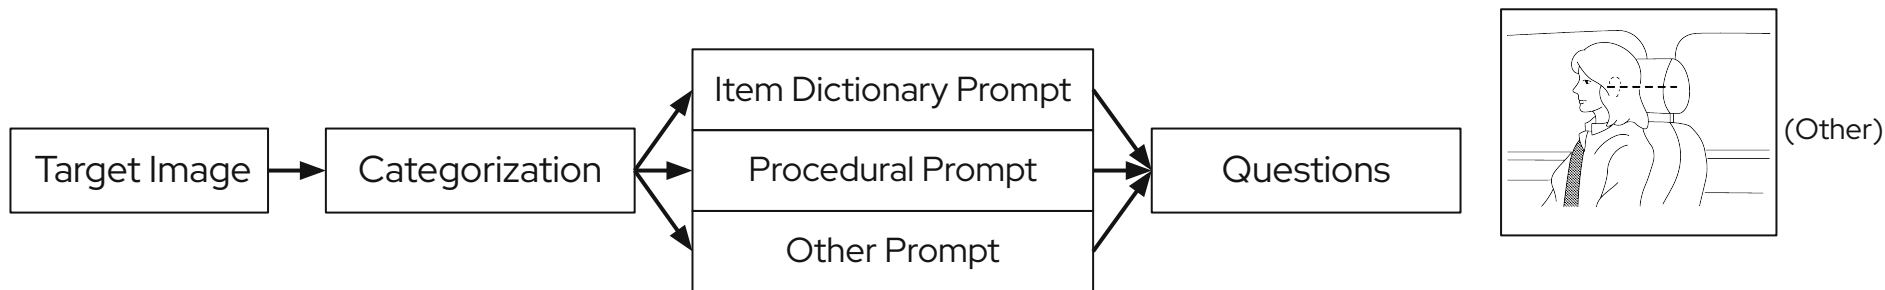 Target Image
Categorization
Item Dictionary Prompt
Procedural Prompt
Other Prompt
Questions
(Other)